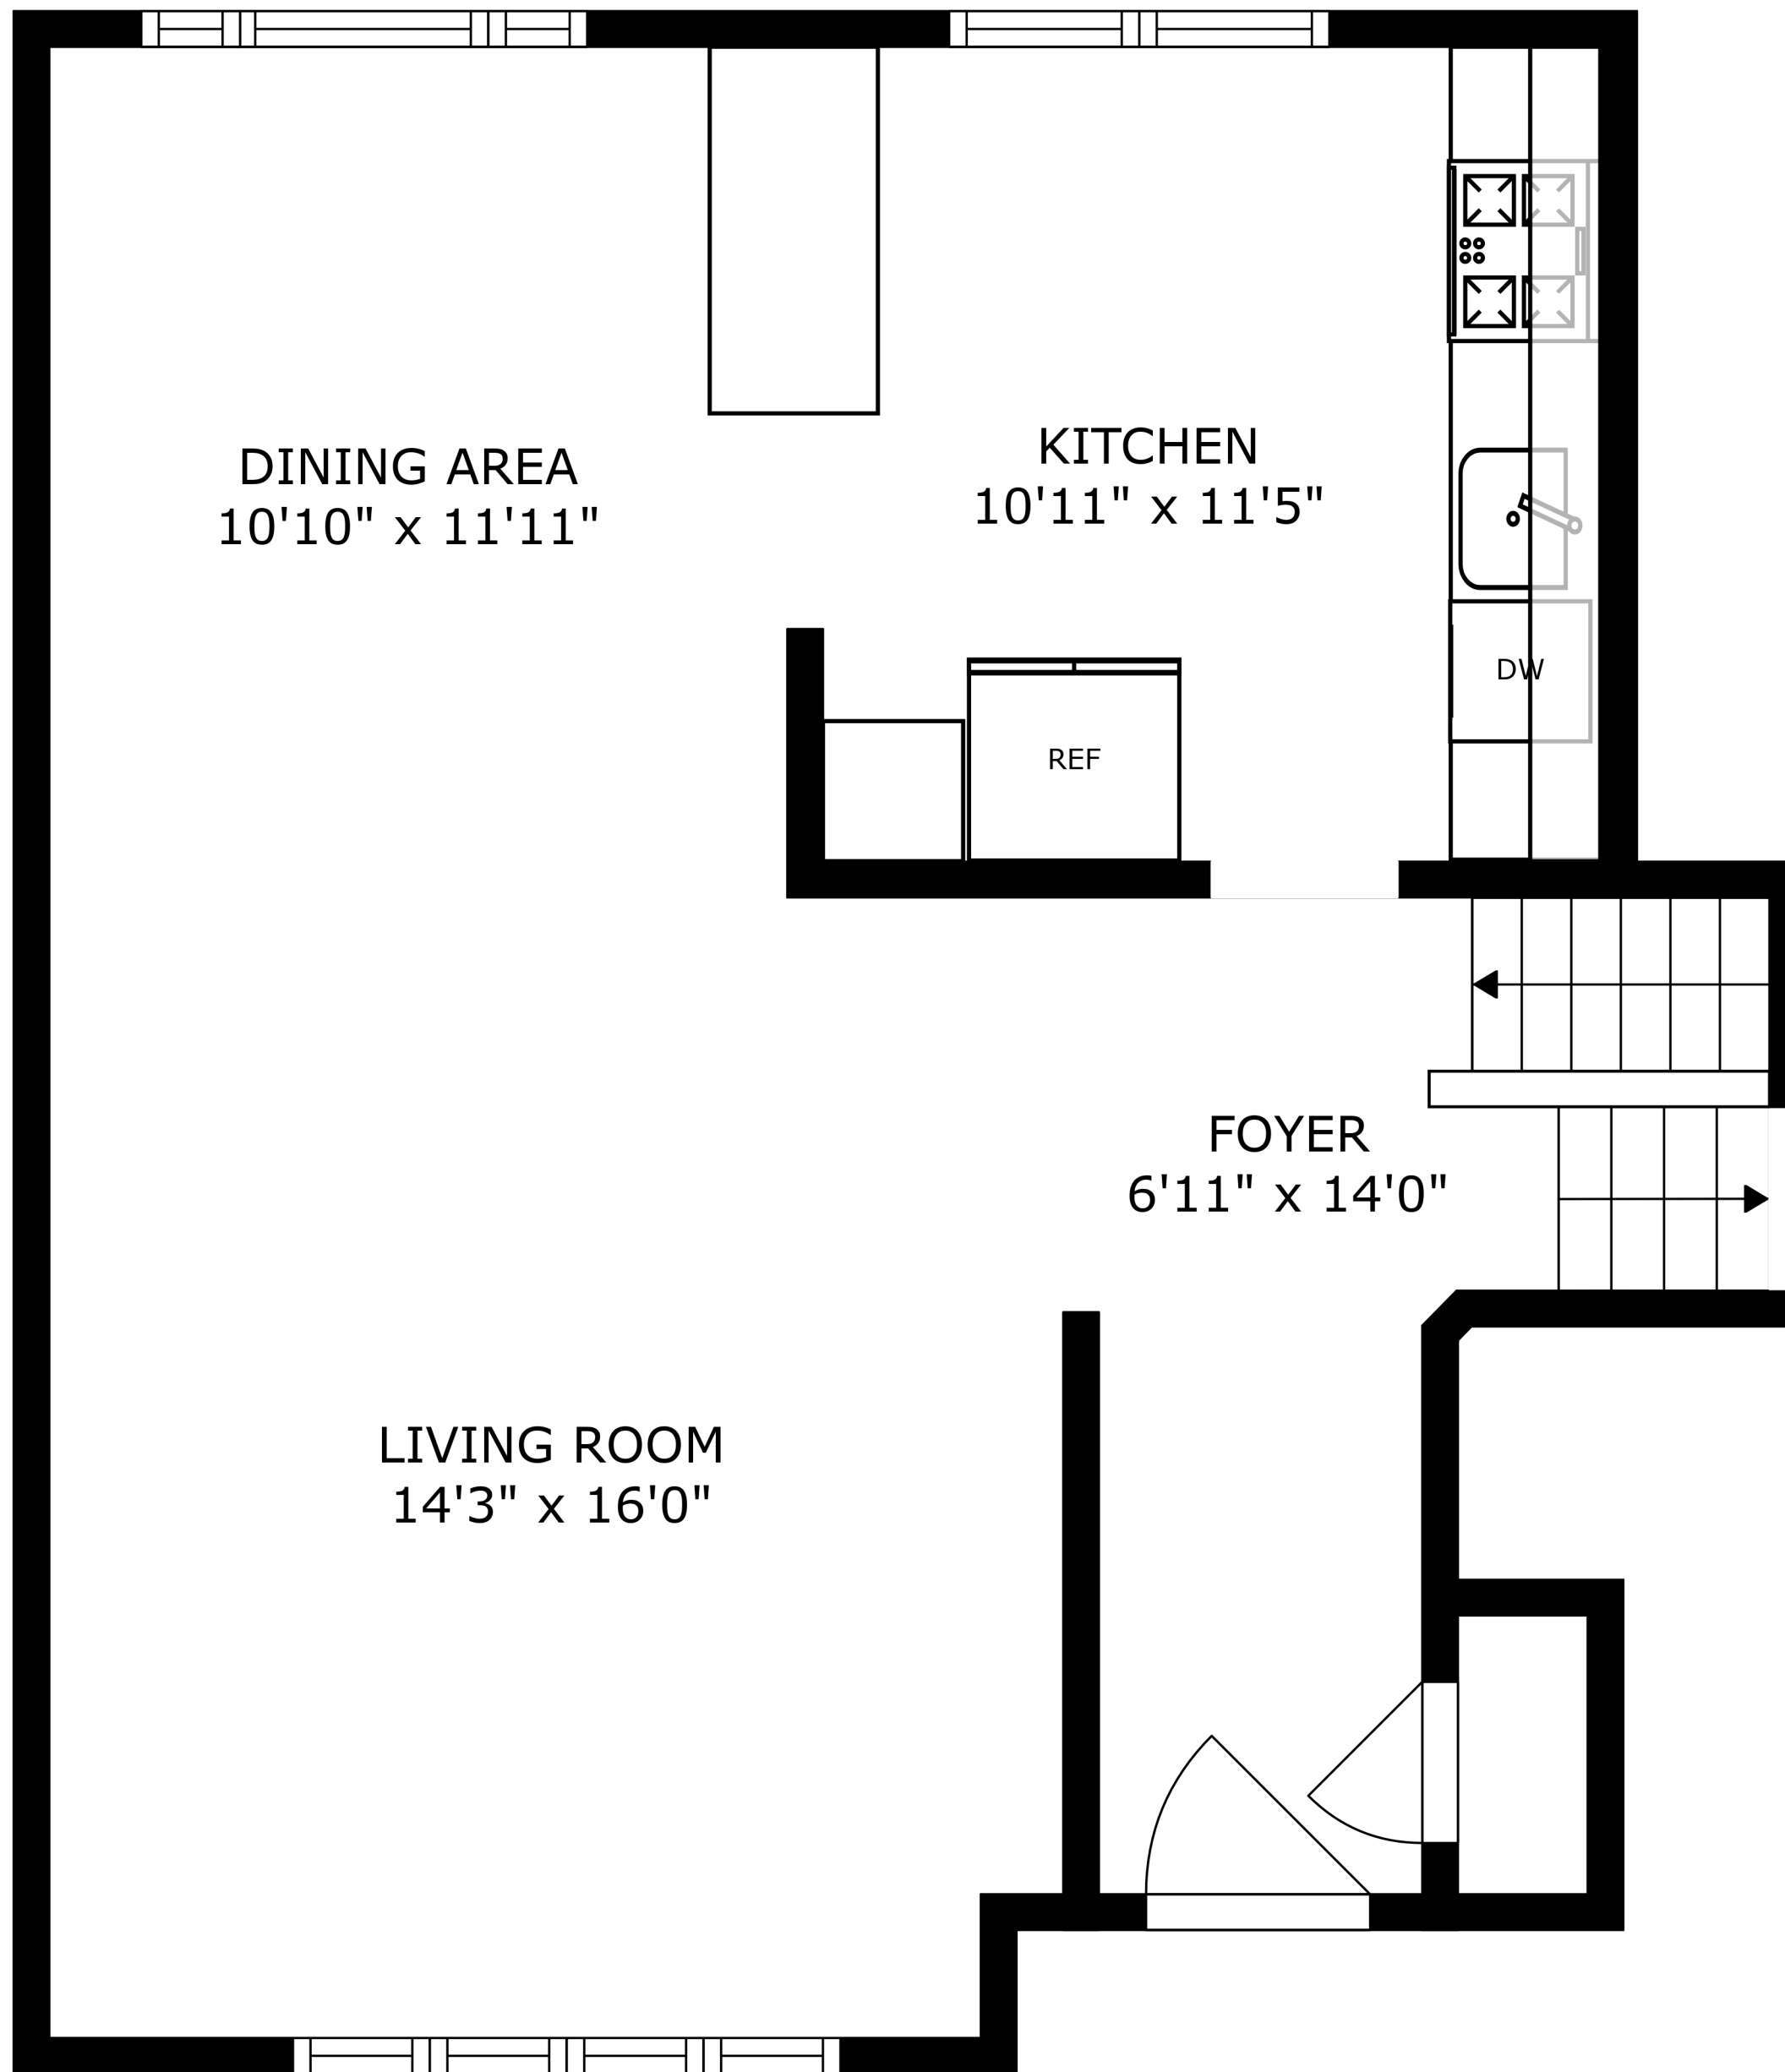 DINING AREA
10'10" x 11'11"
KITCHEN
10'11" x 11'5"
DW
REF
FOYER
6'11" x 14'0"
LIVING ROOM
14'3" x 16'0"